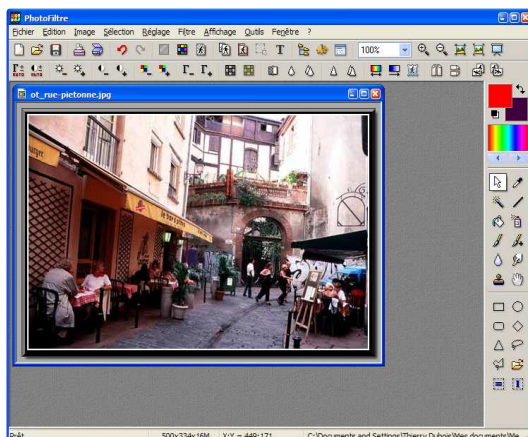 PhotoFiltre
Fichier Edition Image Sélection Réglage Filtre Affichage Outils Fenêtre ?
100%
ot_rue-pietonne.jpg
Prêt 500x334x16M X:Y = 449:171 C:\Documents and Settings\Thierry Dubois\Mes documents\Me